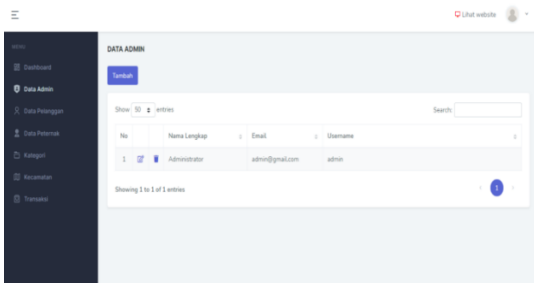 Lihat website
MENU
Dashboard
Data Admin
Data Pelanggan
Data Peternak
Kategori
Kecamatan
Transaksi
DATA ADMIN
Tambah
Show 50 entries
Search:
No Nama Lengkap Email Username
1 Administrator admin@gmail.com admin
Showing 1 to 1 of 1 entries
1